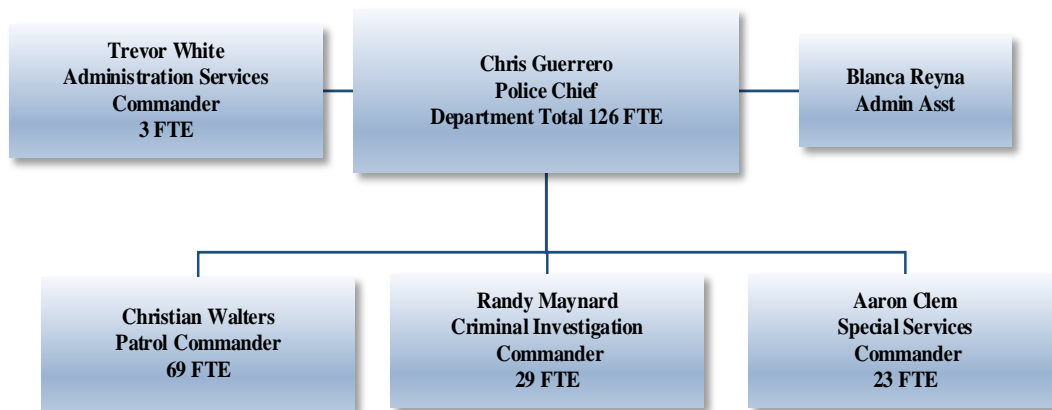 Trevor White
Administration Services
Commander
3 FTE
Chris Guerrero
Police Chief
Department Total 126 FTE
Blanca Reyna
Admin Asst
Christian Walters
Patrol Commander
69 FTE
Randy Maynard
Criminal Investigation
Commander
29 FTE
Aaron Clem
Special Services
Commander
23 FTE